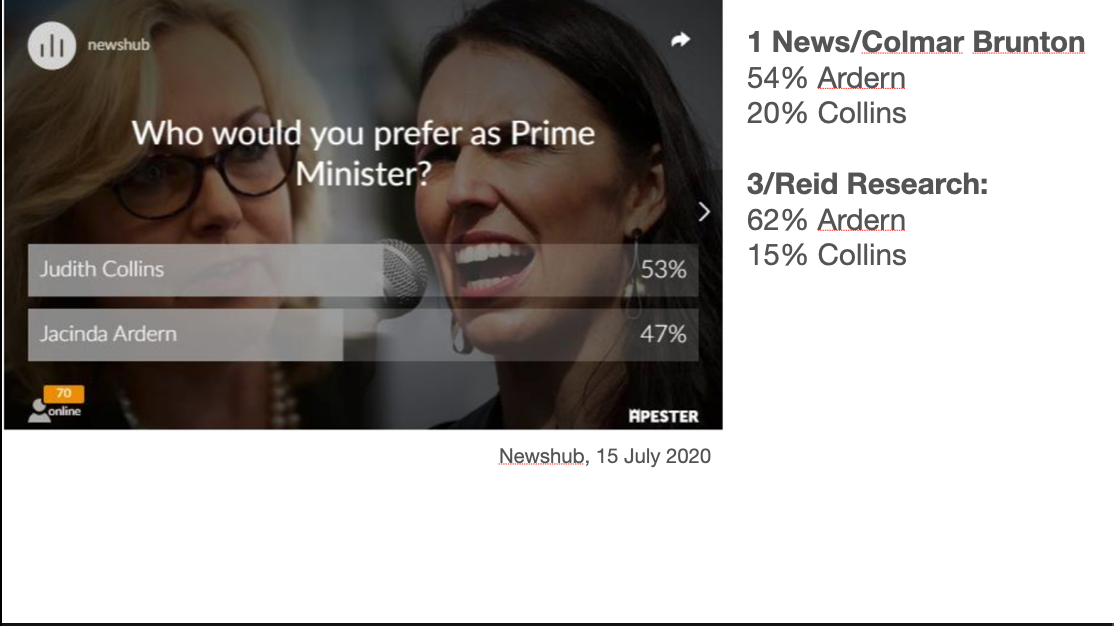 newshub
Who would you prefer as Prime
Minister?
Judith Collins 53%
Jacinda Ardern 47%
70
online
APESTER
Newshub, 15 July 2020
1 News/Colmar Brunton
54% Ardern
20% Collins
3/Reid Research:
62% Ardern
15% Collins